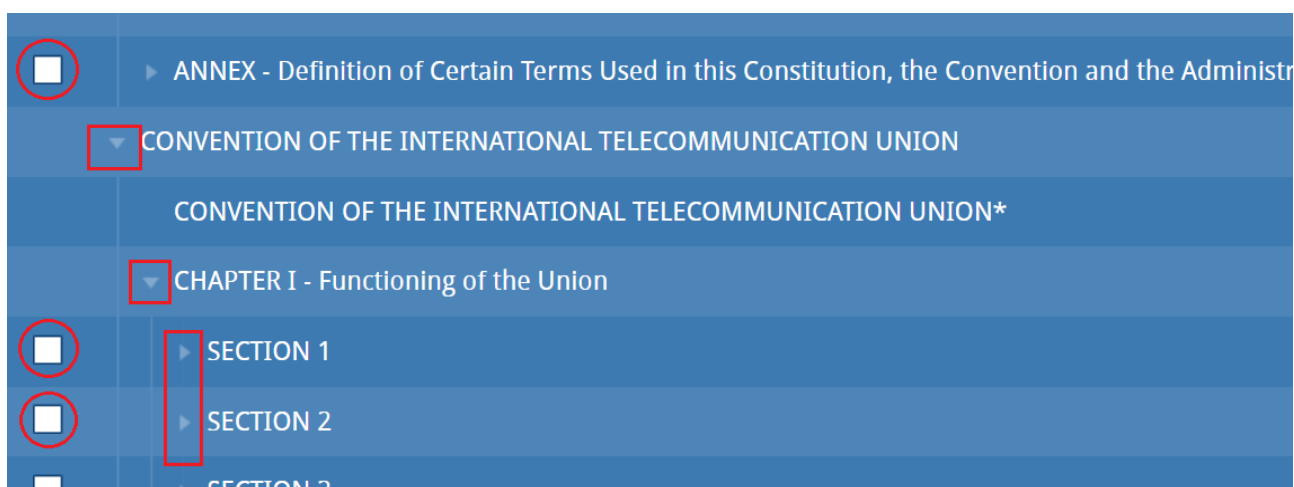 ANNEX - Definition of Certain Terms Used in this Constitution, the Convention and the
CONVENTION OF THE INTERNATIONAL TELECOMMUNICATION UNION
CONVENTION OF THE INTERNATIONAL TELECOMMUNICATION UNION*
CHAPTER I - Functioning of the Union
SECTION 1
SECTION 2
SECTION